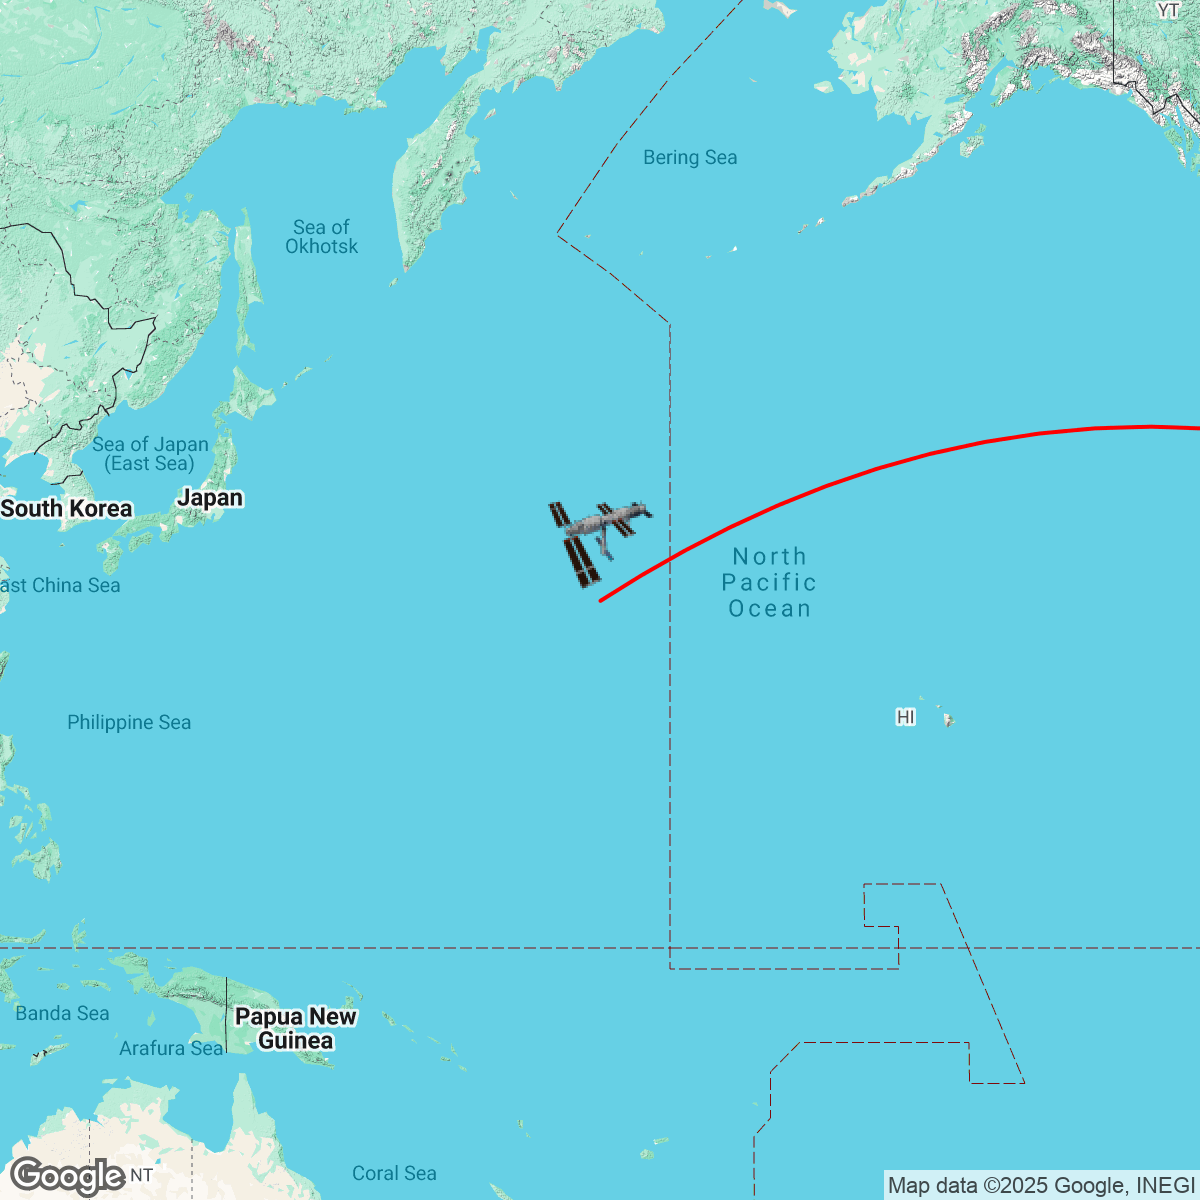 YT
Bering Sea
Sea of
Okhotsk
Sea of Japan
(East Sea)
Japan
South Korea
North
Pacific
Ocean
ast China Sea
HI
Philippine Sea
Banda Sea
Papua New
Guinea
Arafura Sea
Coral Sea
Google
NT
Map data ©2025 Google, INEGI